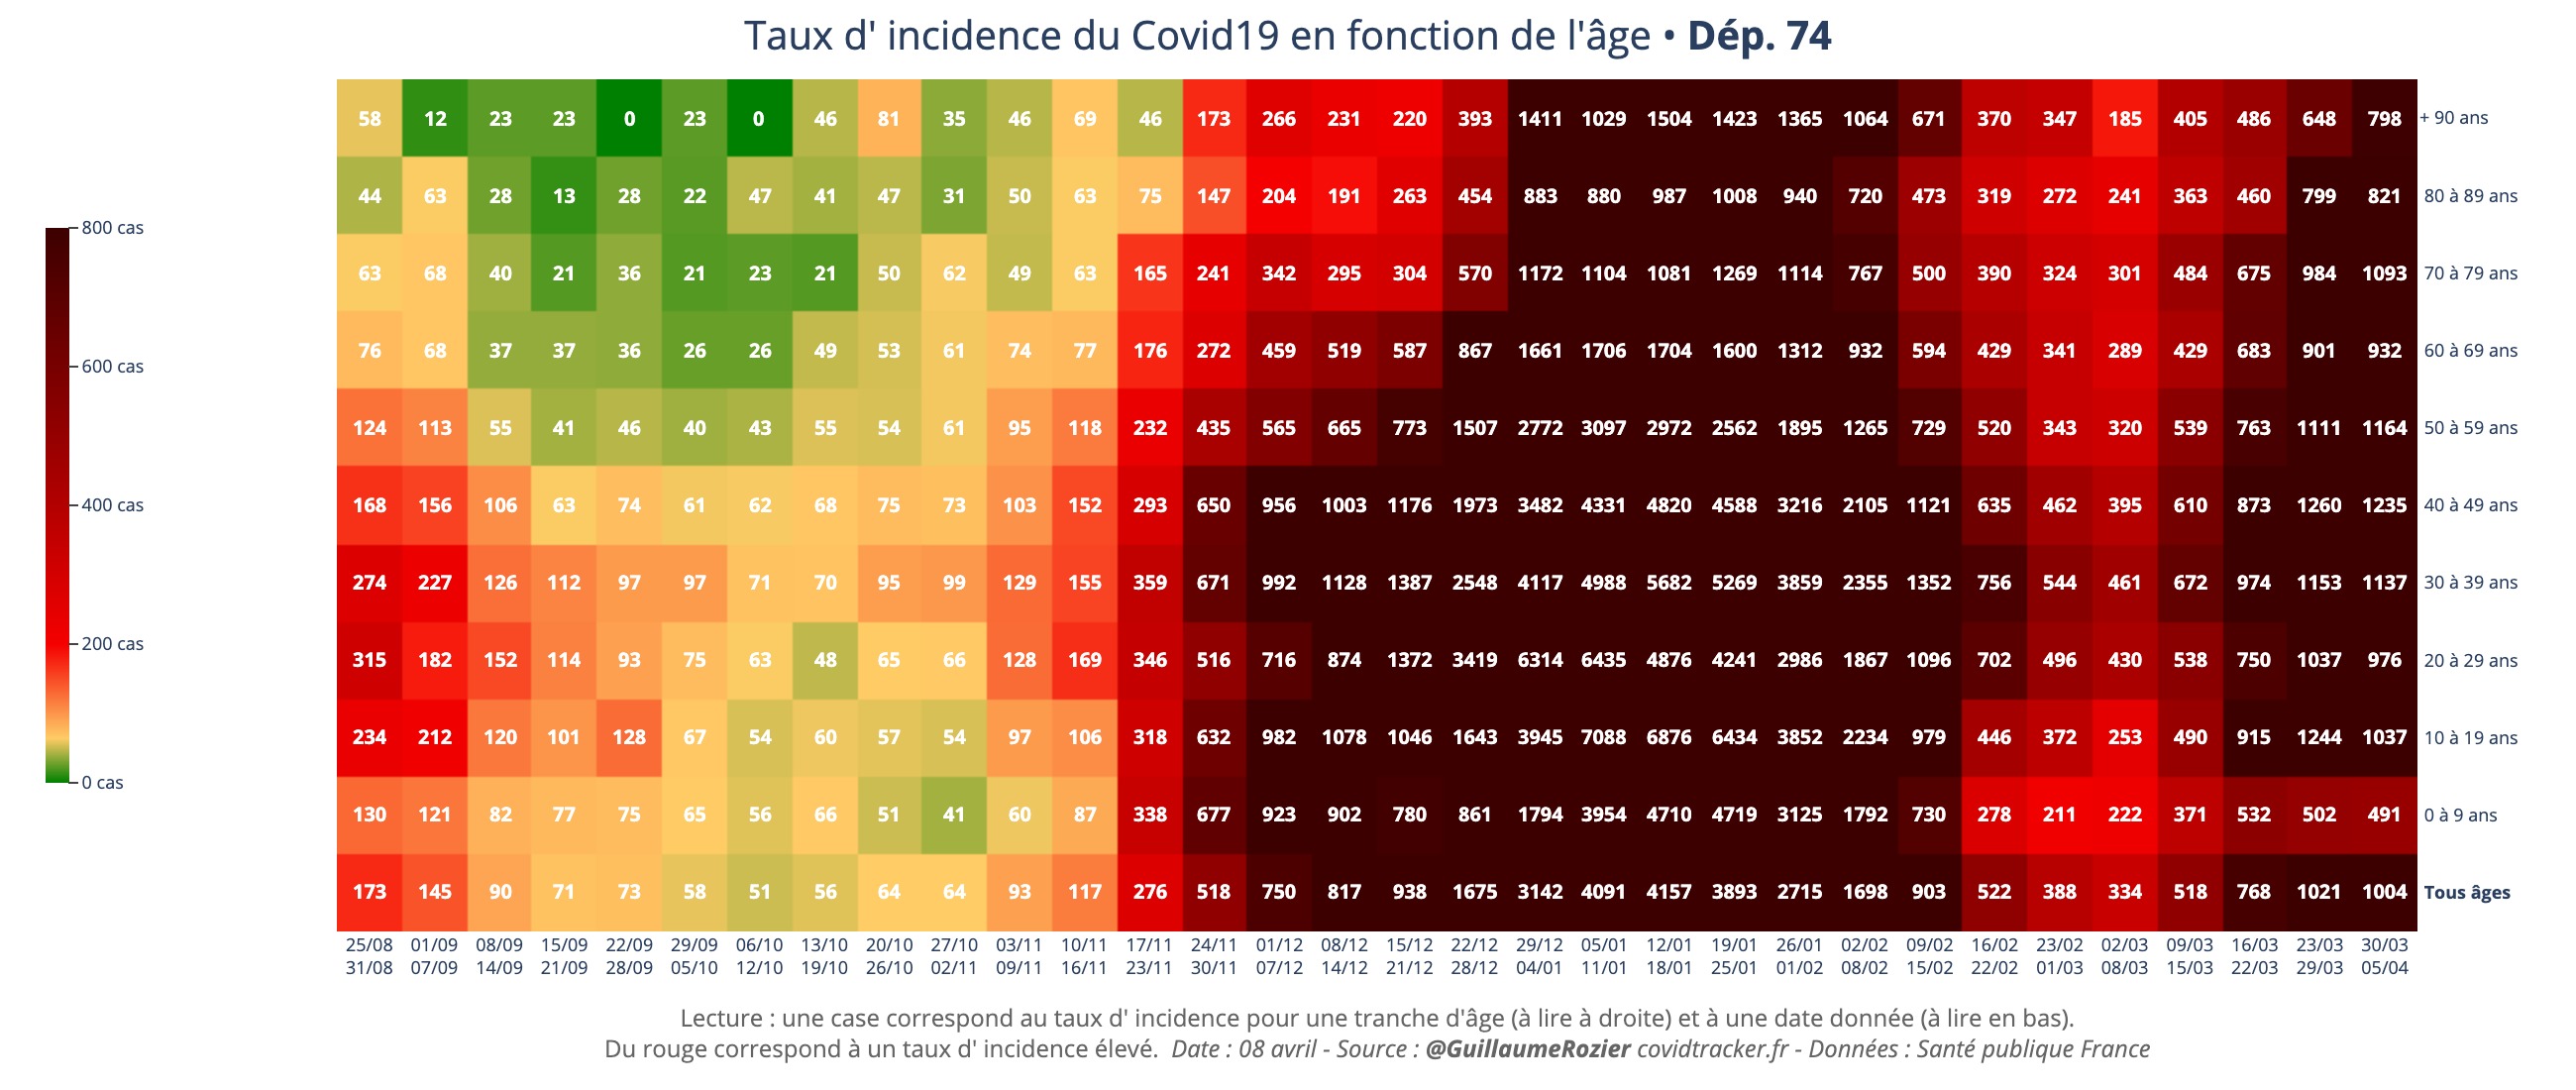 Taux d' incidence du Covid19 en fonction de l'âge • Dép. 74
58 12 23 23 0 23 0 46 81 35 46 69 46 173 266 231 220 393 1411 1029 1504 1423 1365 1064 671 370 347 185 405 486 648 798 + 90 ans
44 63 28 13 28 22 47 41 47 31 50 63 75 147 204 191 263 454 883 880 987 1008 940 720 473 319 272 241 363 460 799 821 80 à 89 ans
800 cas
63 68 40 21 36 21 23 21 50 62 49 63 165 241 342 295 304 570 1172 1104 1081 1269 1114 767 500 390 324 301 484 675 984 1093 70 à 79 ans
76 68 37 37 36 26 26 49 53 61 74 77 176 272 459 519 587 867 1661 1706 1704 1600 1312 932 594 429 341 289 429 683 901 932 60 à 69 ans
600 cas
124 113 55 41 46 40 43 55 54 61 95 118 232 435 565 665 773 1507 2772 3097 2972 2562 1895 1265 729 520 343 320 539 763 1111 1164 50 à 59 ans
400 cas
168 156 106 63 74 61 62 68 75 73 103 152 293 650 956 1003 1176 1973 3482 4331 4820 4588 3216 2105 1121 635 462 395 610 873 1260 1235 40 à 49 ans
274 227 126 112 97 97 71 70 95 99 129 155 359 671 992 1128 1387 2548 4117 4988 5682 5269 3859 2355 1352 756 544 461 672 974 1153 1137 30 à 39 ans
200 cas
315 182 152 114 93 75 63 48 65 66 128 169 346 516 716 874 1372 3419 6314 6435 4876 4241 2986 1867 1096 702 496 430 538 750 1037 976 20 à 29 ans
234 212 120 101 128 67 54 60 57 54 97 106 318 632 982 1078 1046 1643 3945 7088 6876 6434 3852 2234 979 446 372 253 490 915 1244 1037 10 à 19 ans
0 cas
130 121 82 77 75 65 56 66 51 41 60 87 338 677 923 902 780 861 1794 3954 4710 4719 3125 1792 730 278 211 222 371 532 502 491 0 à 9 ans
173 145 90 71 73 58 51 56 64 64 93 117 276 518 750 817 938 1675 3142 4091 4157 3893 2715 1698 903 522 388 334 518 768 1021 1004 Tous âges
25/08 01/09 08/09 15/09 22/09 29/09 06/10 13/10 20/10 27/10 03/11 10/11 17/11 24/11 01/12 08/12 15/12 22/12 29/12 05/01 12/01 19/01 26/01 02/02 09/02 16/02 23/02 02/03 09/03 16/03 23/03 30/03
31/08 07/09 14/09 21/09 28/09 05/10 12/10 19/10 26/10 02/11 09/11 16/11 23/11 30/11 07/12 14/12 21/12 28/12 04/01 11/01 18/01 25/01 01/02 08/02 15/02 22/02 01/03 08/03 15/03 22/03 29/03 05/04
Lecture : une case correspond au taux d' incidence pour une tranche d'âge (à lire à droite) et à une date donnée (à lire en bas).
Du rouge correspond à un taux d' incidence élevé. Date : 08 avril - Source : @GuillaumeRozier covidtracker.fr - Données : Santé publique France